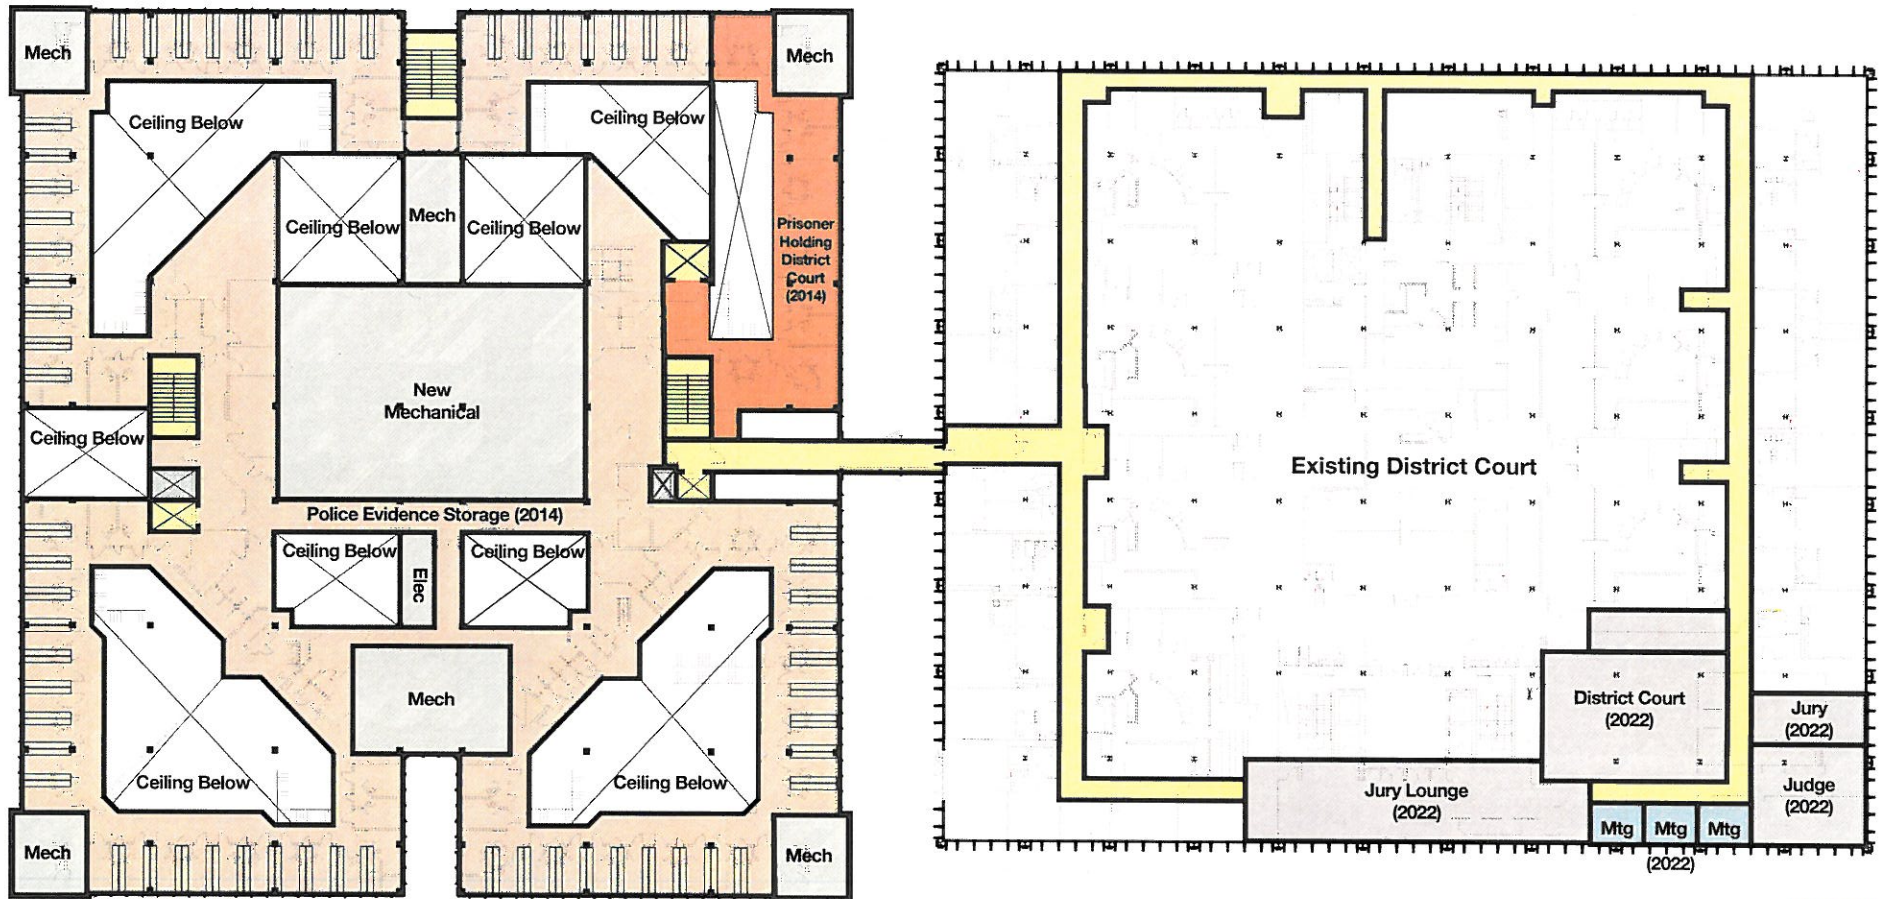 Mech
Mech
Ceiling Below
Ceiling Below
Mech
Ceiling Below
Ceiling Below
Prisoner
Holding
District
Court
(2014)
New
Mechanical
Ceiling Below
Existing District Court
Police Evidence Storage (2014)
Ceiling Below
Elec
Ceiling Below
Mech
District Court
(2022)
Jury
(2022)
Ceiling Below
Ceiling Below
Jury Lounge
(2022)
Judge
(2022)
Mech
Mech
Mtg
Mtg
Mtg
(2022)